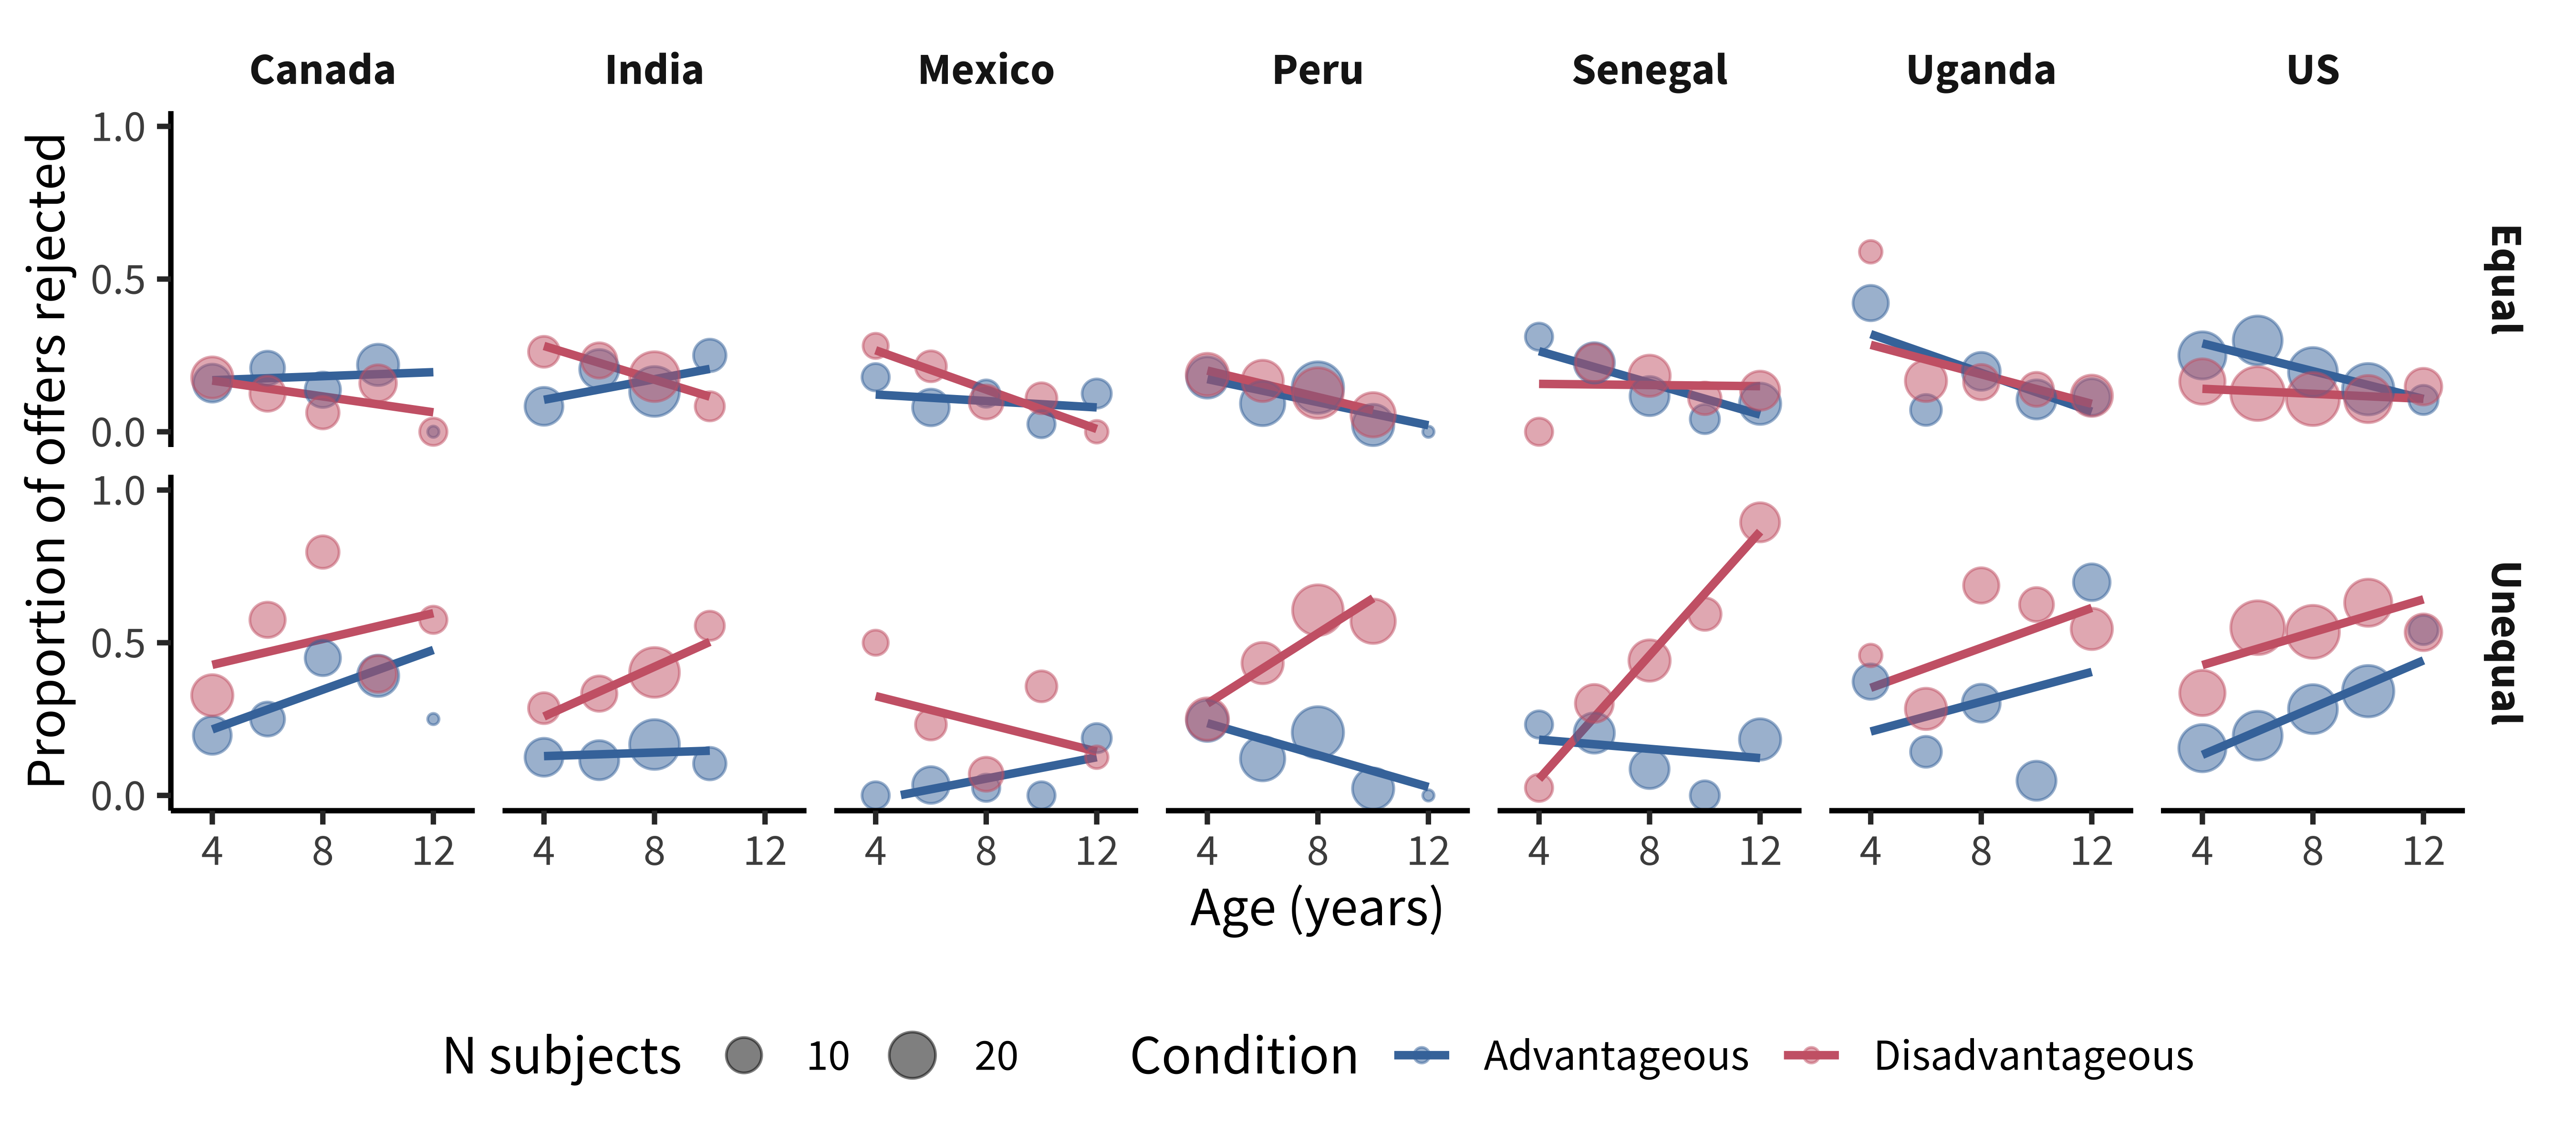 Canada India Mexico Peru Senegal Uganda US
Proportion of offers rejected
1.0
0.5
0.0
Equal
1.0
0.5
0.0
Unequal
4 8 12 4 8 12 4 8 12 4 8 12 4 8 12 4 8 12 4 8 12
Age (years)
N subjects 10 20 Condition Advantageous Disadvantageous